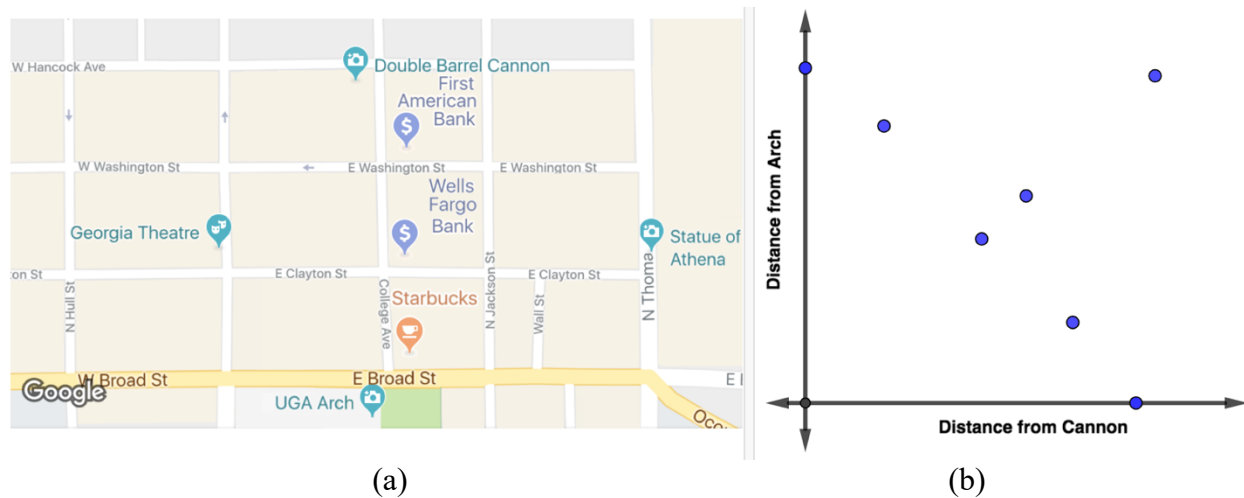 W Hancock Ave
Double Barrel Cannon
First
American
Bank
W Washington St
E Washington St
E Washington St
Wells
Fargo
Bank
Georgia Theatre
Statue of
Athena
on St
E Clayton St
E Clayton St
N Hull St
College Ave
N Jackson St
Wall St
N Thoma
Starbucks
W Broad St
E Broad St
E
Google
UGA Arch
Oco
(a)
Distance from Arch
Distance from Cannon
(b)